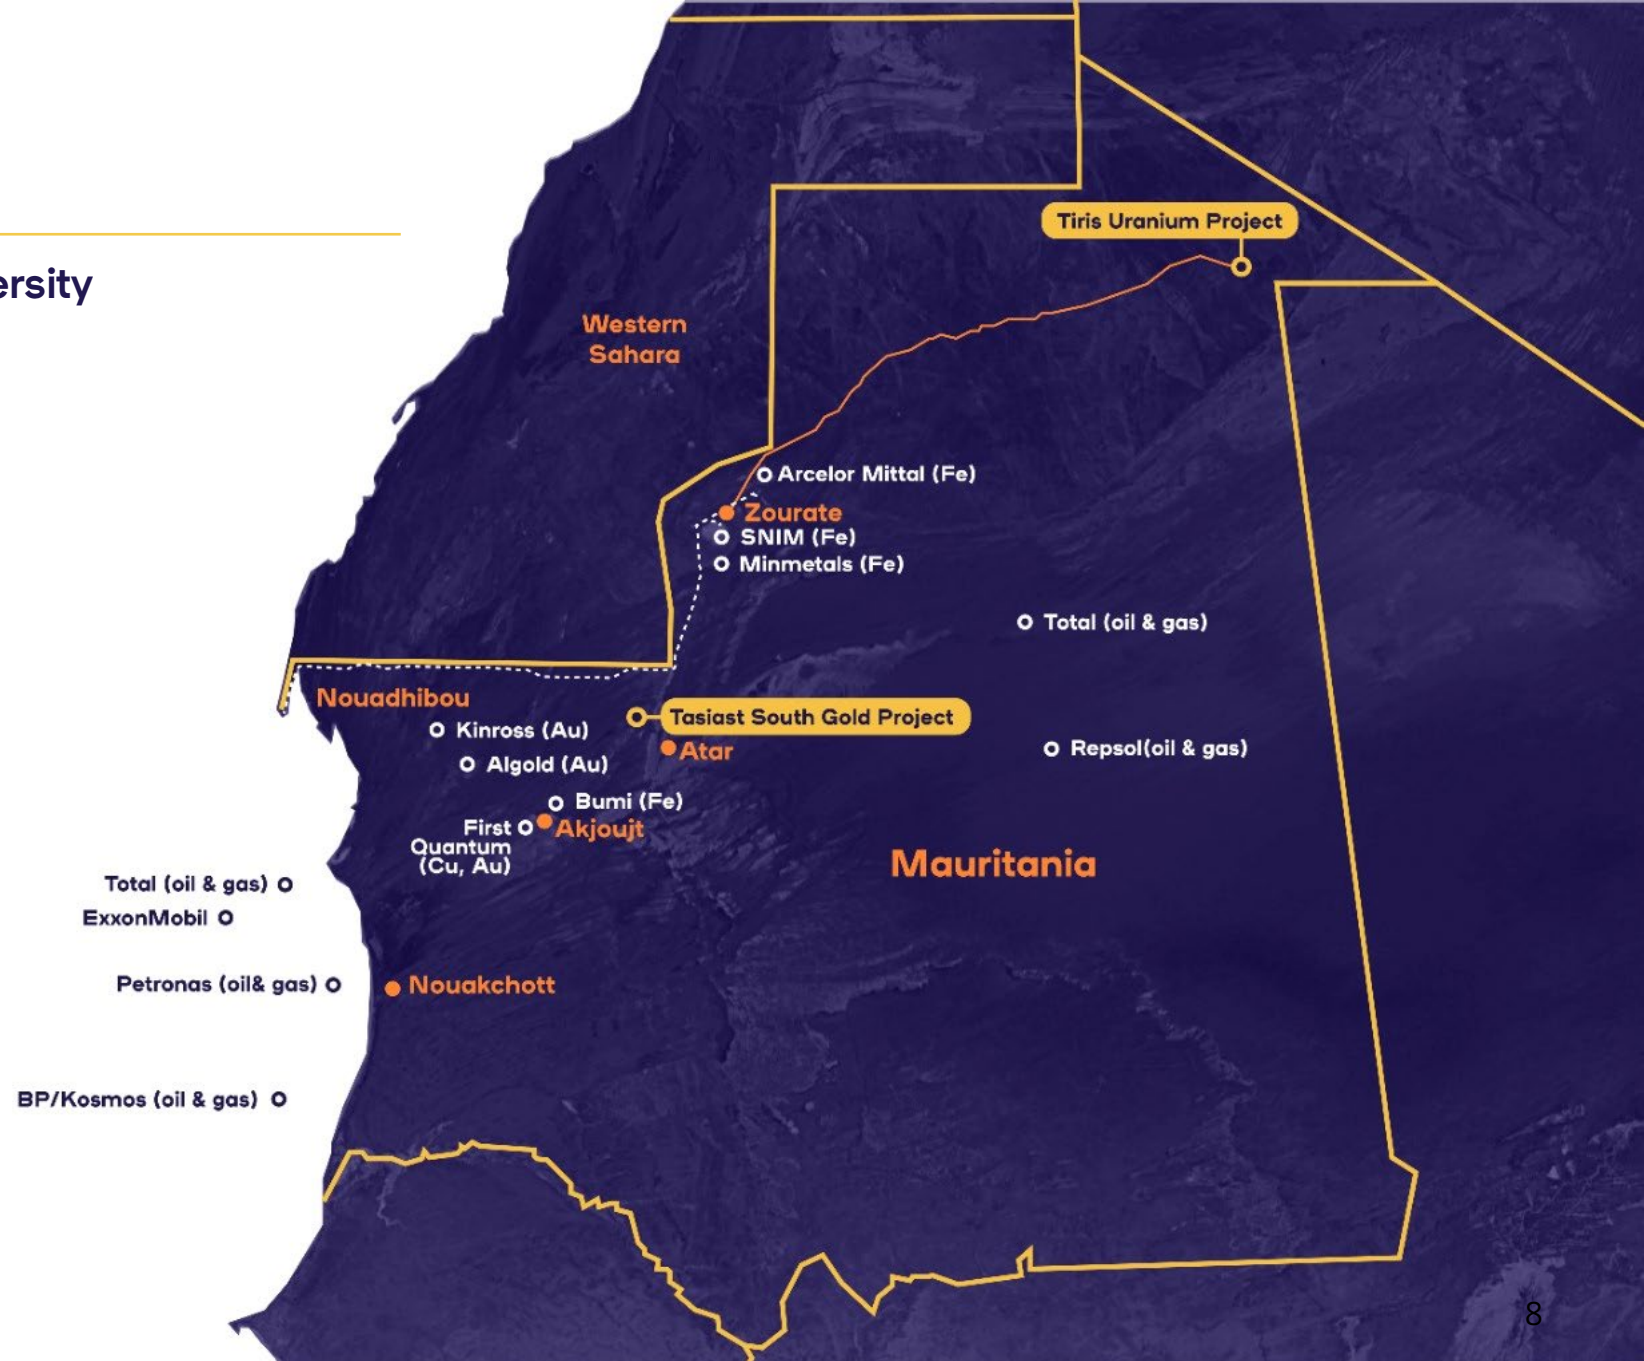 Tiris Uranium Project
ersity
Western
Sahara
Arcelor Mittal (Fe)
Zourate
SNIM (Fe)
Minmetals (Fe)
Total (oil & gas)
Nouadhibou
Tasiast South Gold Project
Kinross (Au)
Atar
Repsol(oil & gas)
Algold (Au)
Bumi (Fe)
First
Quantum
(Cu, Au)
Akjoujt
Mauritania
Total (oil & gas)
ExxonMobil
Petronas (oil& gas)
Nouakchott
BP/Kosmos (oil & gas)
8